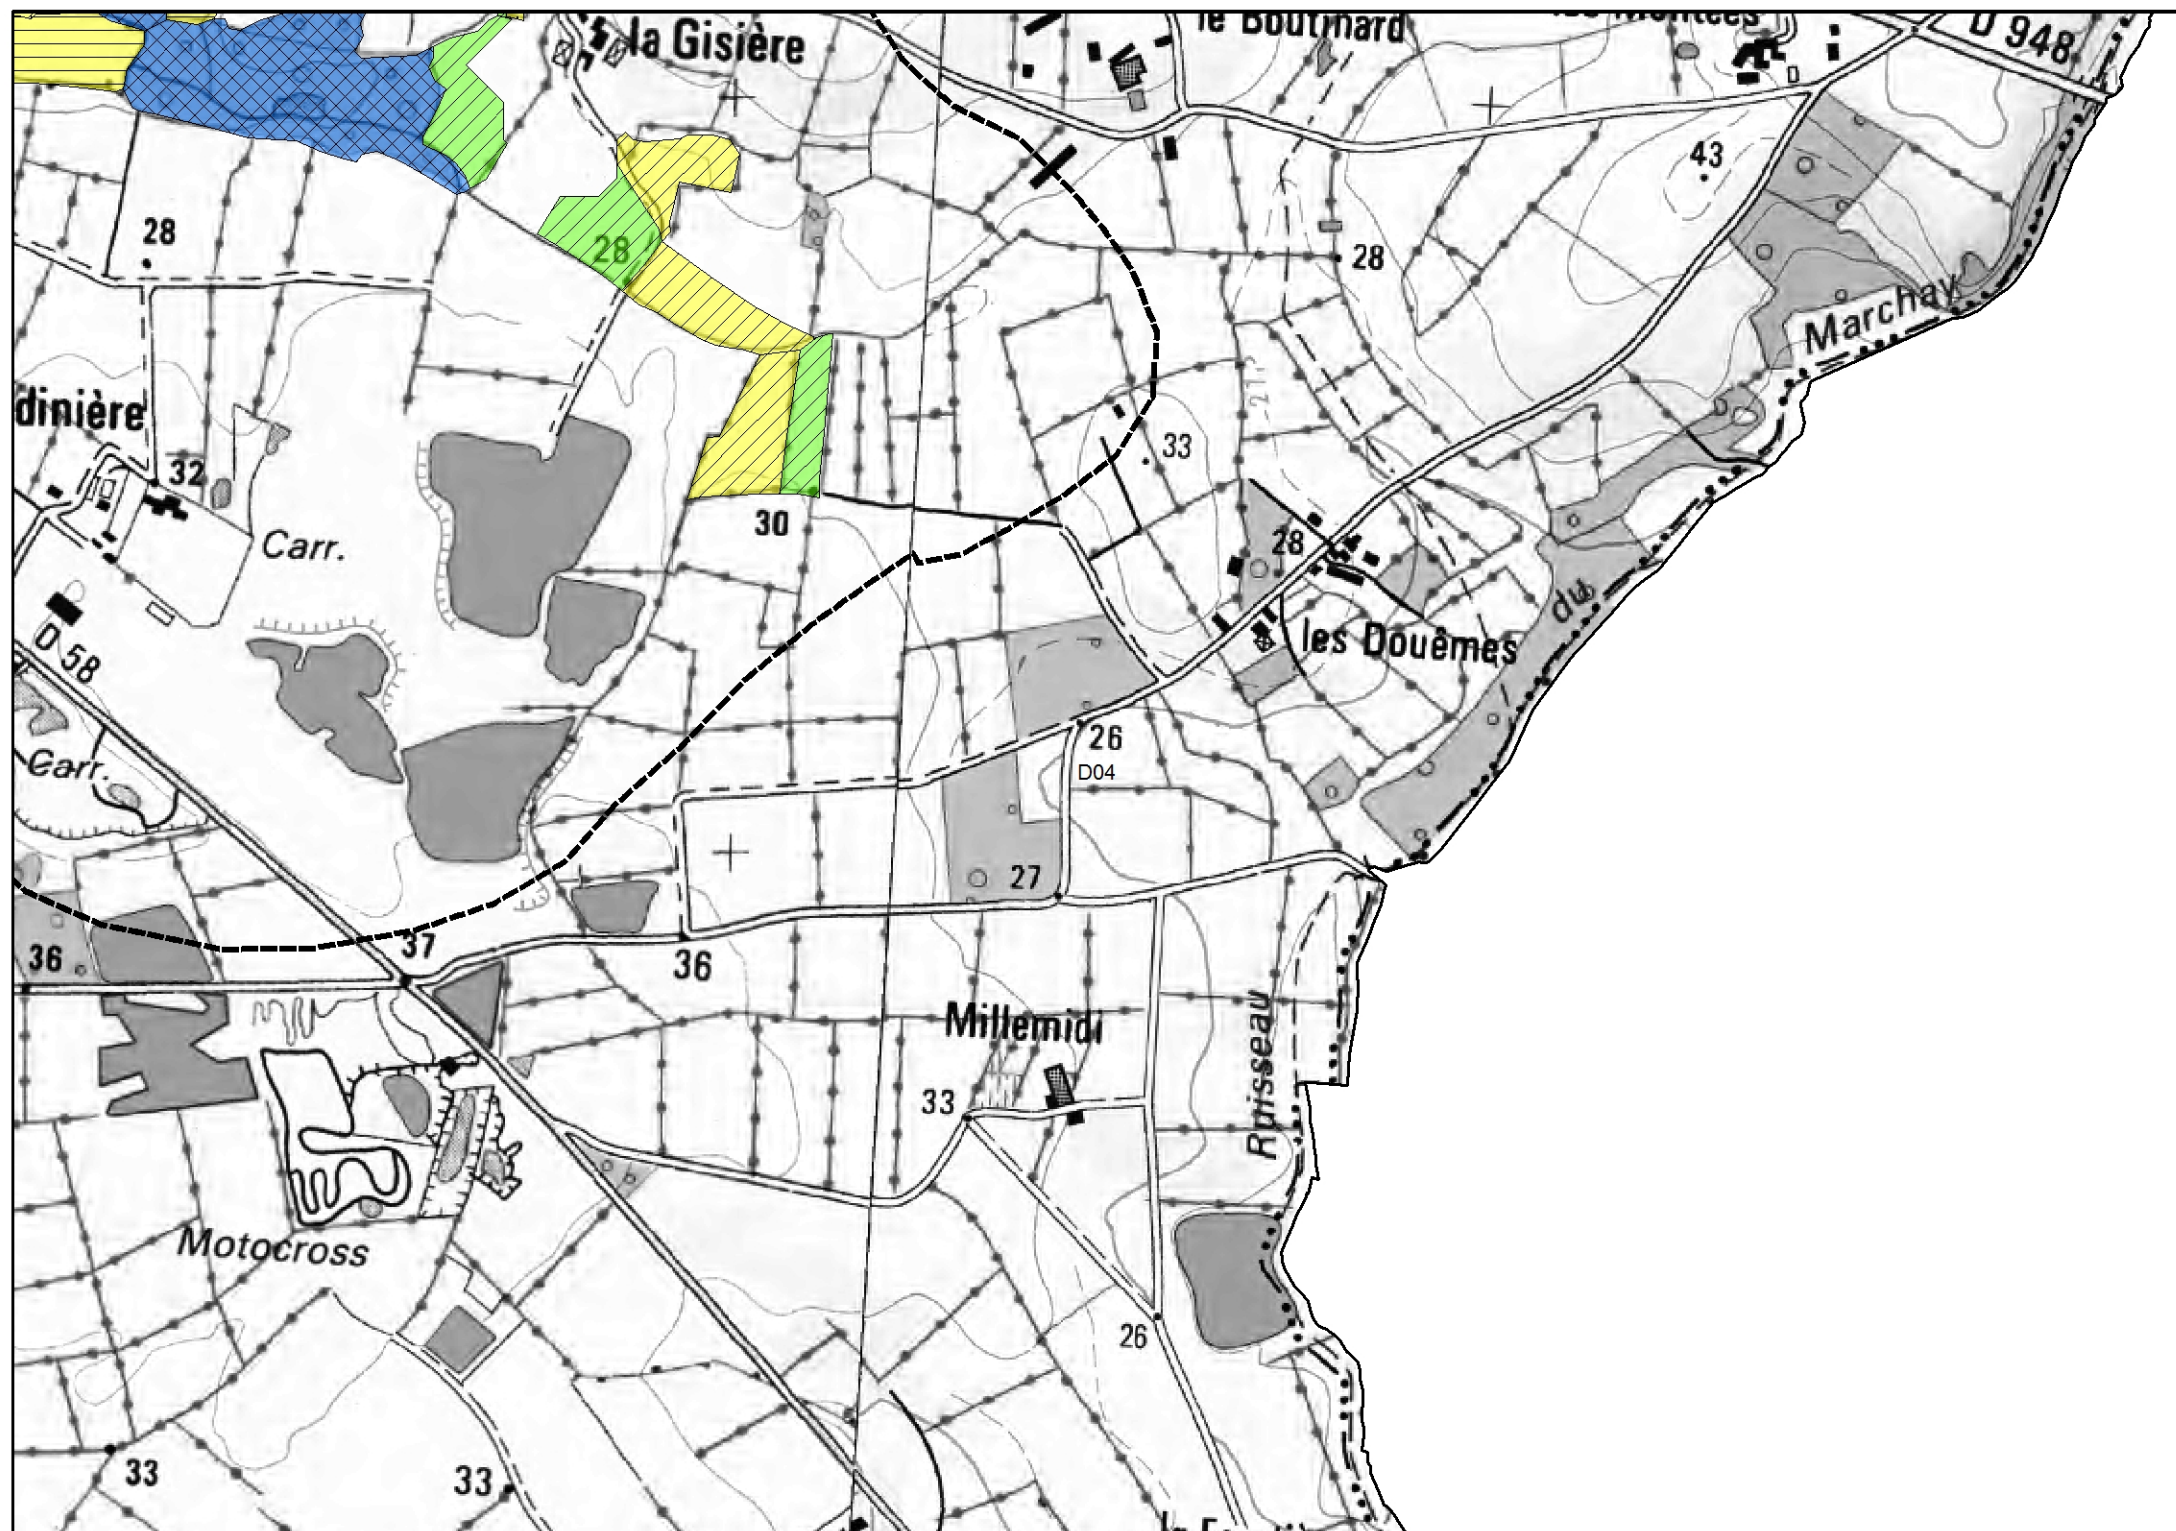 la Gisière
le Boutinard
D 948
43
28
28
28
Marchay
dinière
33
32
30
Carr.
28
du
les Douêmes
D 58
26
Carr.
D04
27
37
36
36
Millemidi
Ruisseau
33
Motocross
26
33
33